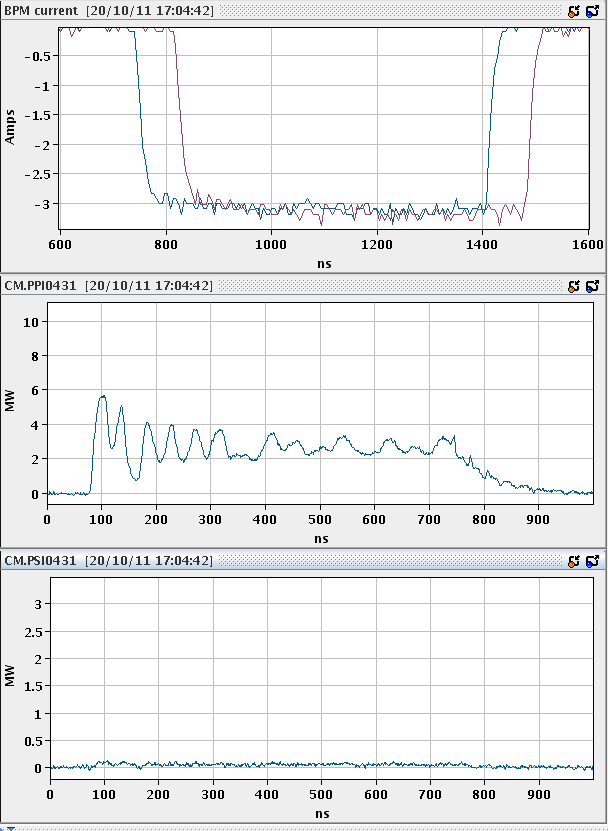 BPM current [20/10/11 17:04:42]
-0.5
-1
-1.5
-2
-2.5
-3
Amps
600 800 1000 1200 1400 1600
ns
CM.PPI0431 [20/10/11 17:04:42]
10
8
6
4
2
0
MW
0 100 200 300 400 500 600 700 800 900
ns
CM.PSI0431 [20/10/11 17:04:42]
3
2.5
2
1.5
1
0.5
0
MW
0 100 200 300 400 500 600 700 800 900
ns